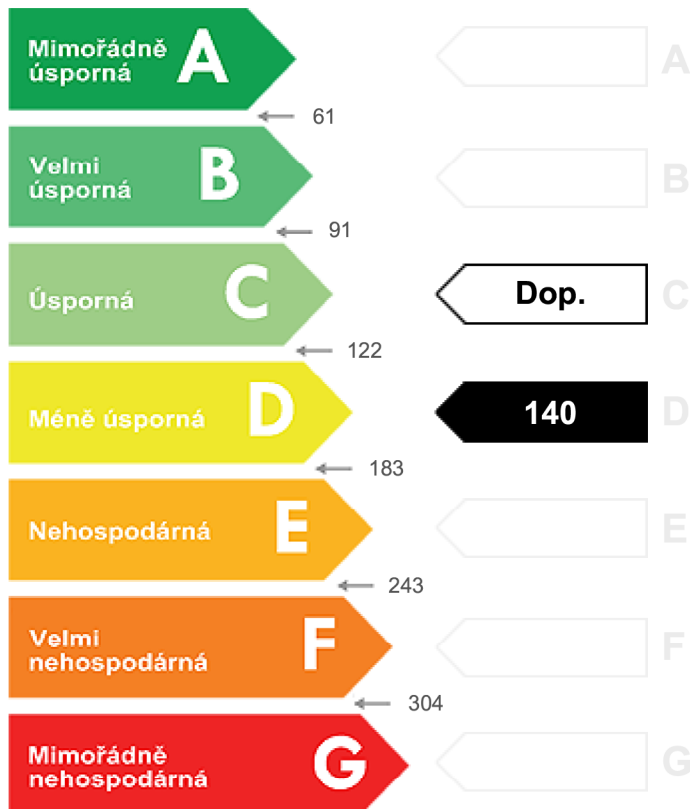 Mimořádně
úsporná
A
A
61
Velmi
úsporná
B
B
91
Úsporná
C
Dop.
C
122
Méně úsporná
D
140
D
183
Nehospodárná
E
E
243
Velmi
nehospodárná
F
F
304
Mimořádně
nehospodárná
G
G